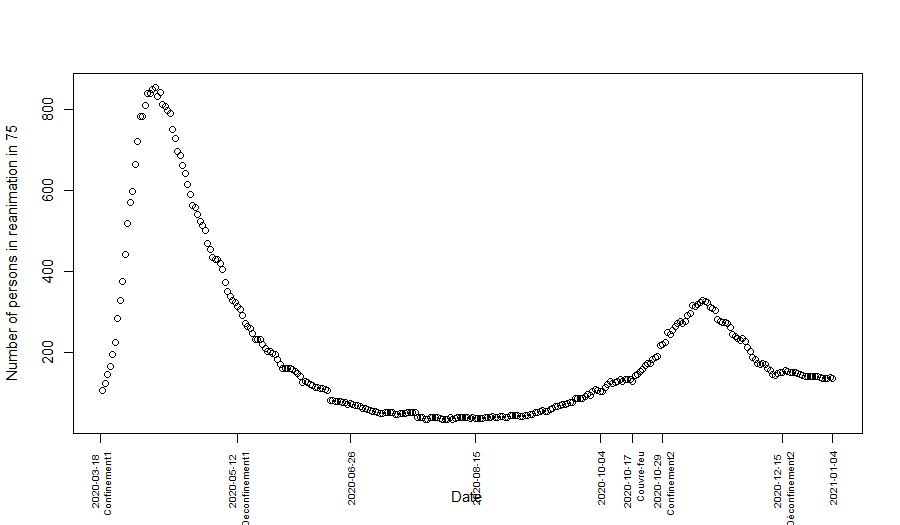 Number of persons in reanimation in 75
800
600
400
200
2020-03-18
Confinement1
2020-05-12
Déconfinement1
2020-06-26
2020-08-15
2020-10-04
2020-10-17
Couvre-feu
2020-10-29
Confinement2
2020-12-15
Déconfinement2
2021-01-04
Date